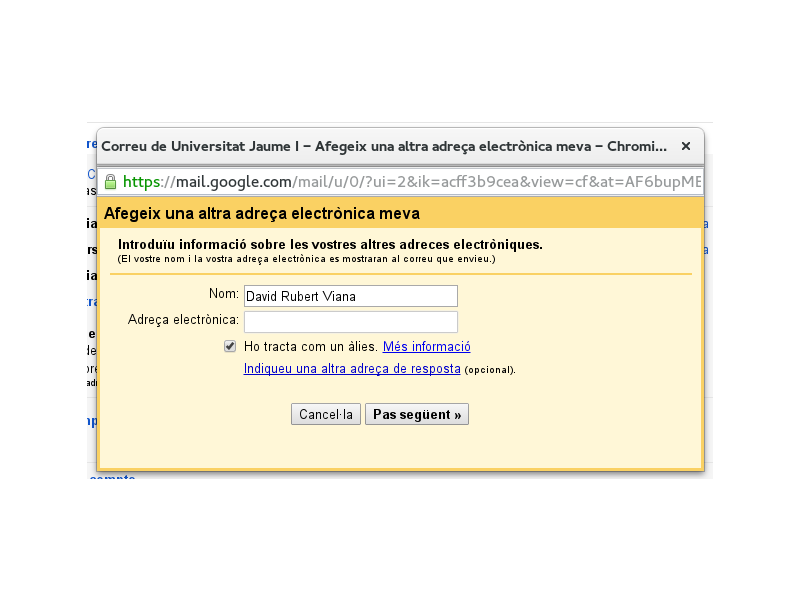 Correu de Universitat Jaume I – Afegeix una altra adreça electrònica meva – Chromi...
https://mail.google.com/mail/u/0/?ui=2&ik=acff3b9cea&view=cf&at=AF6bupME
Afegeix una altra adreça electrònica meva
Introduïu informació sobre les vostres altres adreces electròniques.
(El vostre nom i la vostra adreça electrònica es mostraran al correu que envieu.)
Nom: David Rubert Viana
Adreça electrònica:
Ho tracta com un àlies. Més informació
Indiqueu una altra adreça de resposta (opcional).
Cancel·la Pas següent »